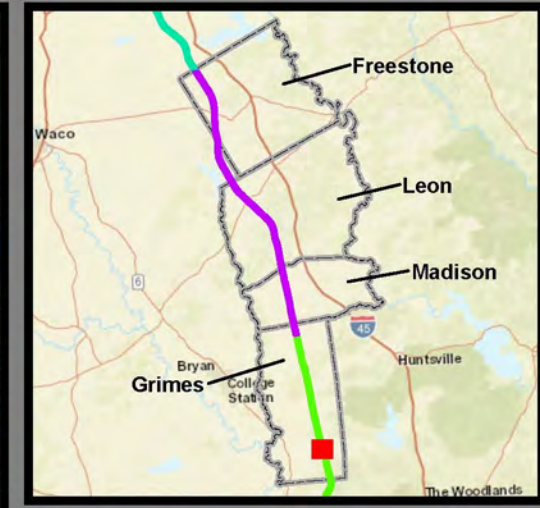 Freestone
Waco
Leon
Madison
6
45
Huntsville
Bryan
Grimes
College
Station
The Woodlands